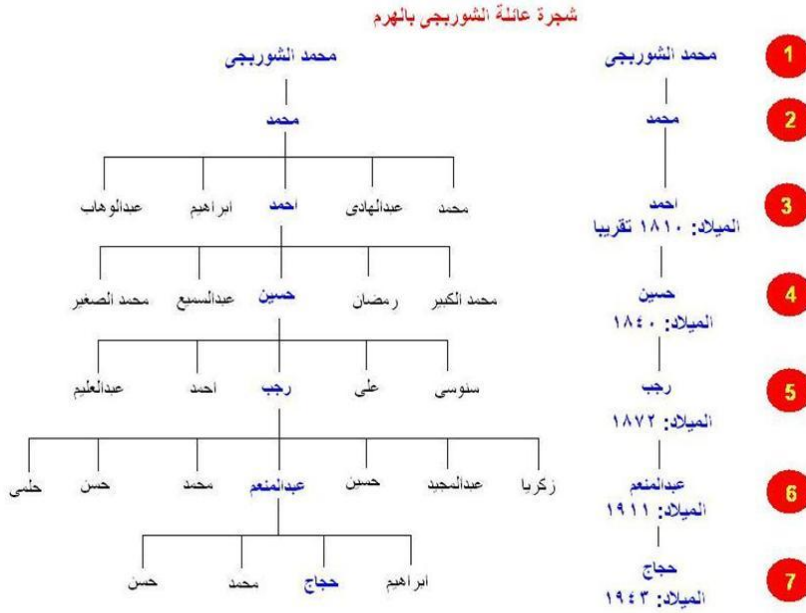 شجرة عائلة الشوربجى بالهرم
1 محمد الشوربجى محمد الشوربجى
2 محمد محمد
3 احمد محمد عبدالهادى احمد ابراهيم عبدالوهاب
الميلاد: ١٨١٠ تقريبا
4 حسين محمد الكبير رمضان حسين عبدالسميع محمد الصغير
الميلاد: ١٨٤٠
5 رجب سنوسى على رجب احمد عبدالعليم
الميلاد: ١٨٧٢
6 عبدالمنعم زكريا عبدالمجيد حسين عبدالمنعم محمد حسن حلمى
الميلاد: ١٩١١
7 حجاج ابراهيم حجاج محمد حسن
الميلاد: ١٩٤٣